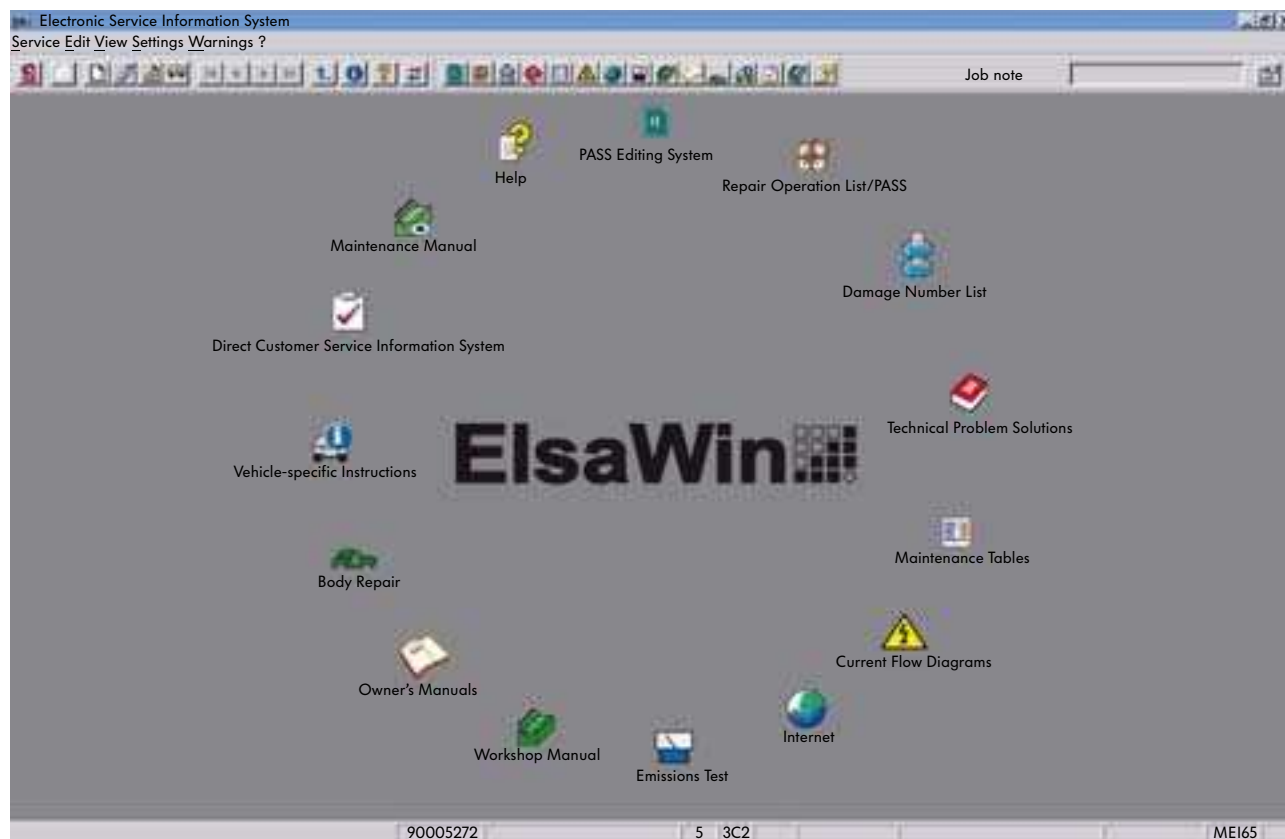 Electronic Service Information System
Service Edit View Settings Warnings ?
Job note
PASS Editing System
Help
Repair Operation List/PASS
Maintenance Manual
Damage Number List
Direct Customer Service Information System
Technical Problem Solutions
ElsaWin
Vehicle-specific Instructions
Maintenance Tables
Body Repair
Current Flow Diagrams
Owner's Manuals
Internet
Workshop Manual
Emissions Test
90005272 5 3C2 MEI65